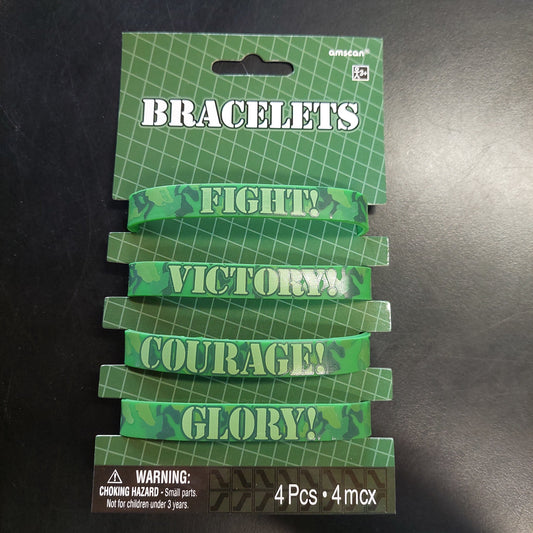 amscan®
3+
BRACELETS
FIGHT!
VICTORY!
COURAGE!
GLORY!
WARNING:
CHOKING HAZARD - Small parts.
Not for children under 3 years.
4 Pcs • 4 mcx